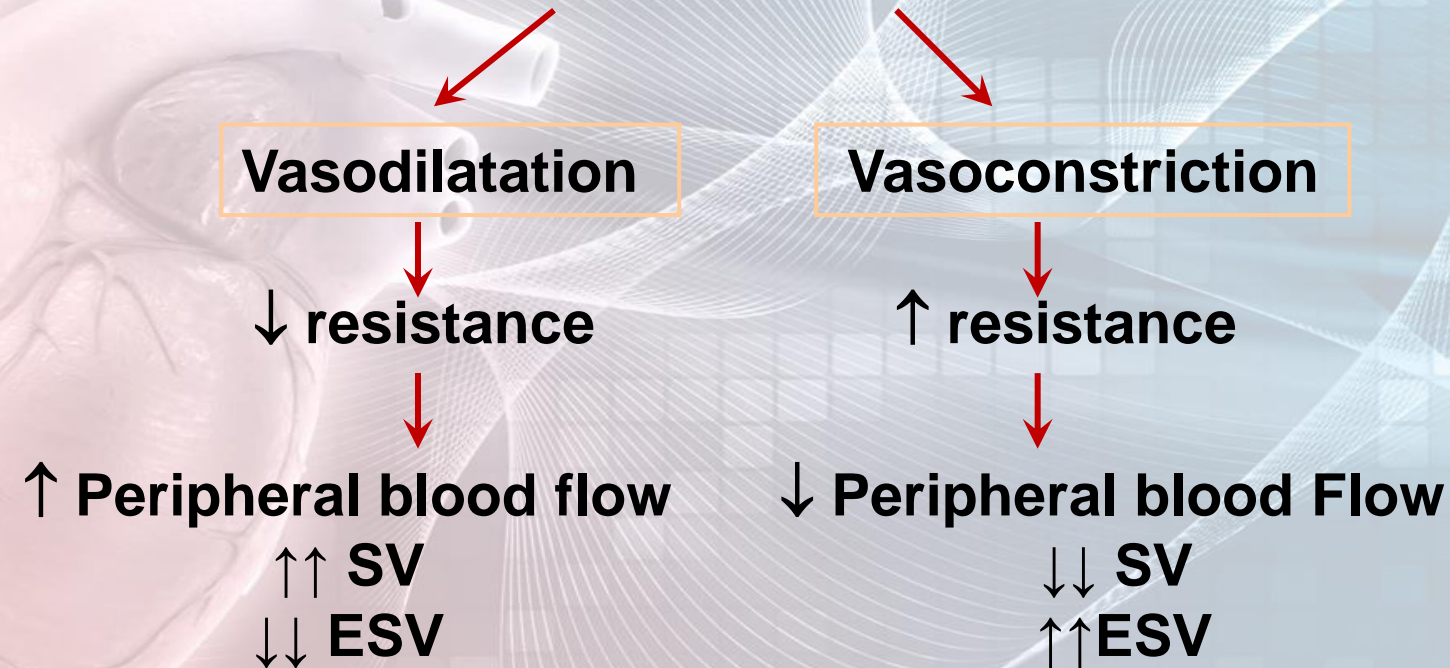 Vasodilatation
↓ resistance
↑ Peripheral blood flow
↑↑ SV
↓↓ ESV
Vasoconstriction
↑ resistance
↓ Peripheral blood Flow
↓↓ SV
↑↑ESV